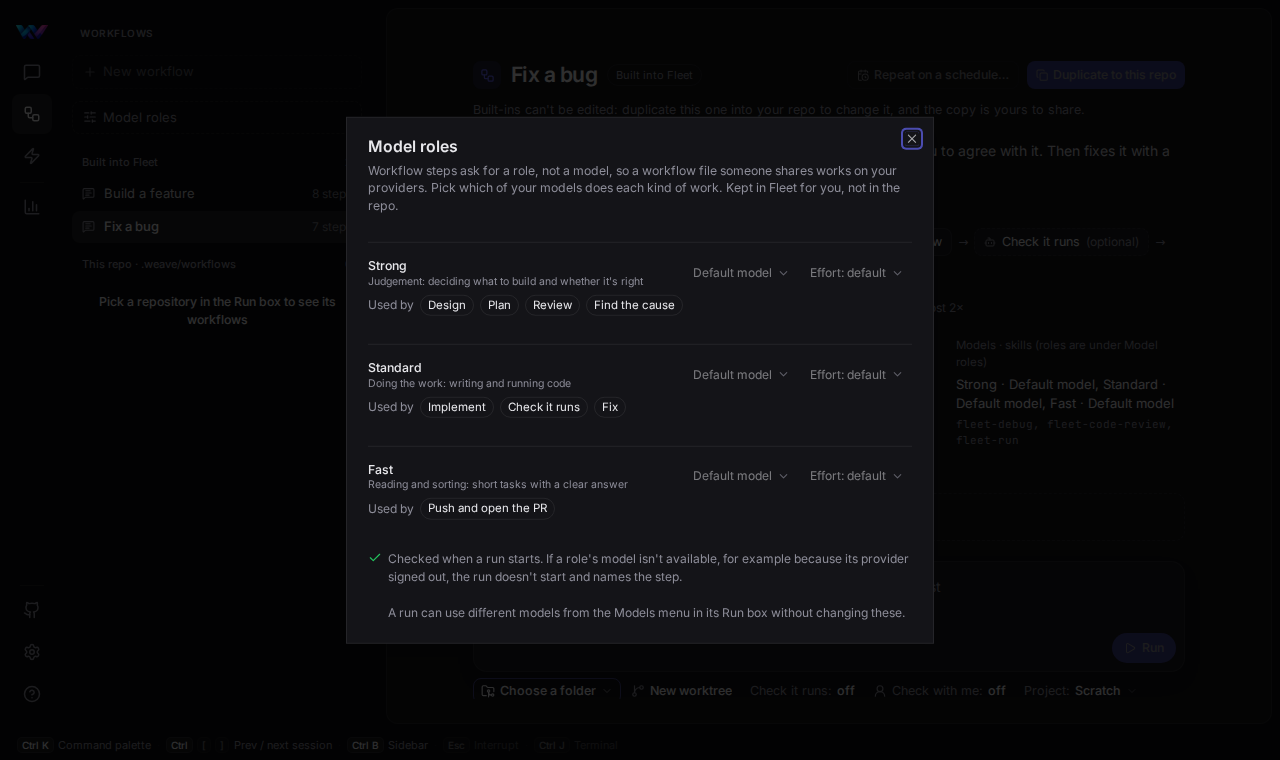 WORKFLOWS
New workflow
Model roles
Built into Fleet
Build a feature
8 step
Fix a bug
7 step
This repo · .weave/workflows
Pick a repository in the Run box to see its
workflows
Fix a bug
Built into Fleet
Repeat on a schedule...
Duplicate to this repo
Built-ins can't be edited: duplicate this one into your repo to change it, and the copy is yours to share.
u to agree with it. Then fixes it with a
w → Check it runs (optional) →
st 2×
Models · skills (roles are under Model
roles)
Strong · Default model, Standard ·
Default model, Fast · Default model
fleet-debug, fleet-code-review,
fleet-run
Model roles
Workflow steps ask for a role, not a model, so a workflow file someone shares works on your
providers. Pick which of your models does each kind of work. Kept in Fleet for you, not in the
repo.
Strong
Judgement: deciding what to build and whether it's right
Default model
Effort: default
Used by Design Plan Review Find the cause
Standard
Doing the work: writing and running code
Default model
Effort: default
Used by Implement Check it runs Fix
Fast
Reading and sorting: short tasks with a clear answer
Default model
Effort: default
Used by Push and open the PR
Checked when a run starts. If a role's model isn't available, for example because its provider
signed out, the run doesn't start and names the step.
A run can use different models from the Models menu in its Run box without changing these.
st
Run
Choose a folder
New worktree
Check it runs: off
Check with me: off
Project: Scratch
Ctrl K Command palette
Ctrl [ ] Prev / next session
Ctrl B Sidebar
Esc Interrupt
Ctrl J Terminal